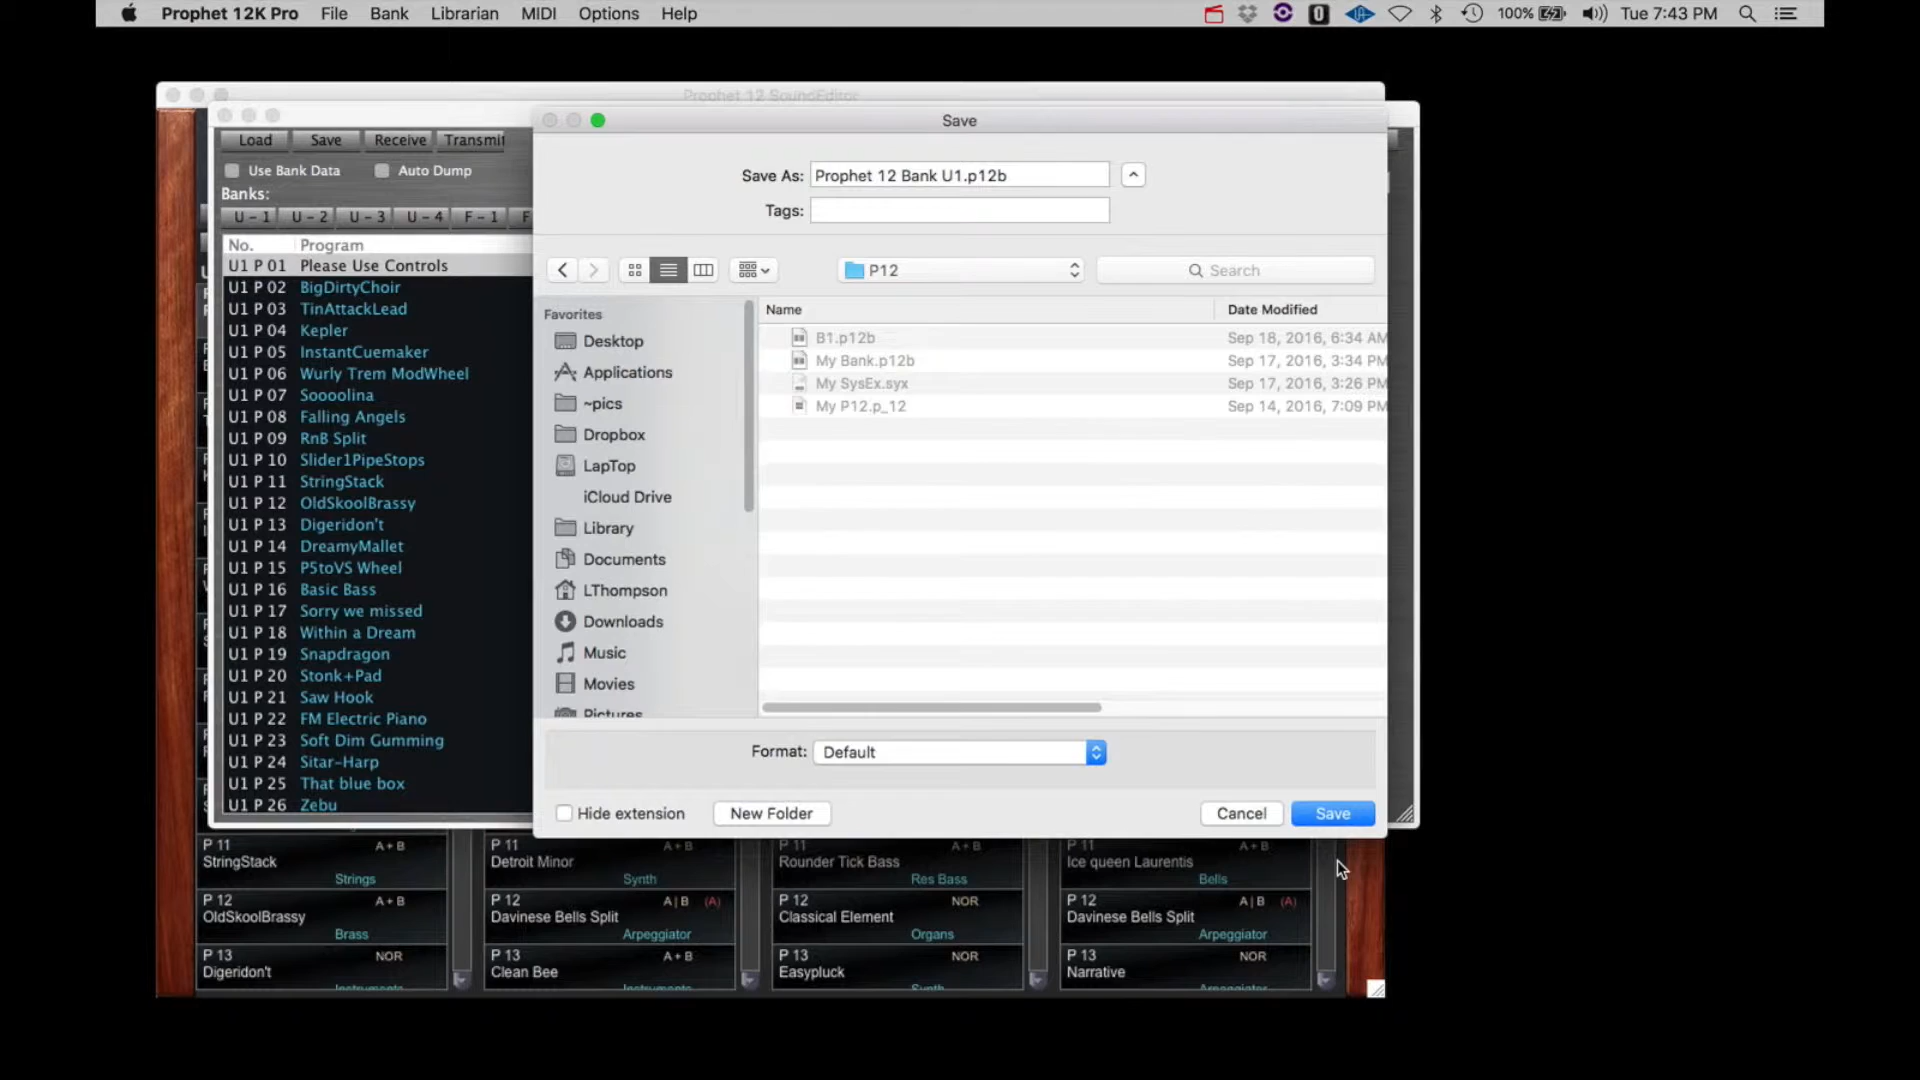 Prophet 12K Pro File Bank Librarian MIDI Options Help 100% Tue 7:43 PM
Prophet 12 SoundEditor
Save
Load Save Receive Transmit
Use Bank Data Auto Dump
Banks:
U - 1 U - 2 U - 3 U - 4 F - 1 F
No. Program
U1 P 01 Please Use Controls
U1 P 02 BigDirtyChoir
U1 P 03 TinAttackLead
U1 P 04 Kepler
U1 P 05 InstantCuemaker
U1 P 06 Wurly Trem ModWheel
U1 P 07 Soooolina
U1 P 08 Falling Angels
U1 P 09 RnB Split
U1 P 10 Slider1PipeStops
U1 P 11 StringStack
U1 P 12 OldSkoolBrassy
U1 P 13 Digeridon't
U1 P 14 DreamyMallet
U1 P 15 P5toVS Wheel
U1 P 16 Basic Bass
U1 P 17 Sorry we missed
U1 P 18 Within a Dream
U1 P 19 Snapdragon
U1 P 20 Stonk+Pad
U1 P 21 Saw Hook
U1 P 22 FM Electric Piano
U1 P 23 Soft Dim Gumming
U1 P 24 Sitar-Harp
U1 P 25 That blue box
U1 P 26 Zebu
Save As: Prophet 12 Bank U1.p12b
Tags:
P12 Search
Favorites
Desktop
Applications
~pics
Dropbox
LapTop
iCloud Drive
Library
Documents
LThompson
Downloads
Music
Movies
Pictures
Name Date Modified
B1.p12b Sep 18, 2016, 6:34 AM
My Bank.p12b Sep 17, 2016, 3:34 PM
My SysEx.syx Sep 17, 2016, 3:26 PM
My P12.p_12 Sep 14, 2016, 7:09 PM
Format: Default
Hide extension New Folder Cancel Save
P 11 A + B P 11 A + B P 11 A + B P 11 A + B
StringStack Detroit Minor Rounder Tick Bass Ice queen Laurentis
Strings Synth Res Bass Bells
P 12 A + B P 12 A | B (A) P 12 NOR P 12 A | B (A)
OldSkoolBrassy Davinese Bells Split Classical Element Davinese Bells Split
Brass Arpeggiator Organs Arpeggiator
P 13 NOR P 13 A + B P 13 NOR P 13 NOR
Digeridon't Clean Bee Easypluck Narrative
Instruments Instruments Synth Arpeggiator